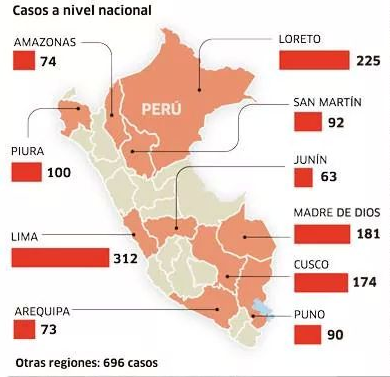 Casos a nivel nacional
AMAZONAS
74
LORETO
225
PERÚ
SAN MARTÍN
92
PIURA
100
JUNÍN
63
MADRE DE DIOS
181
LIMA
312
CUSCO
174
AREQUIPA
73
PUNO
90
Otras regiones: 696 casos